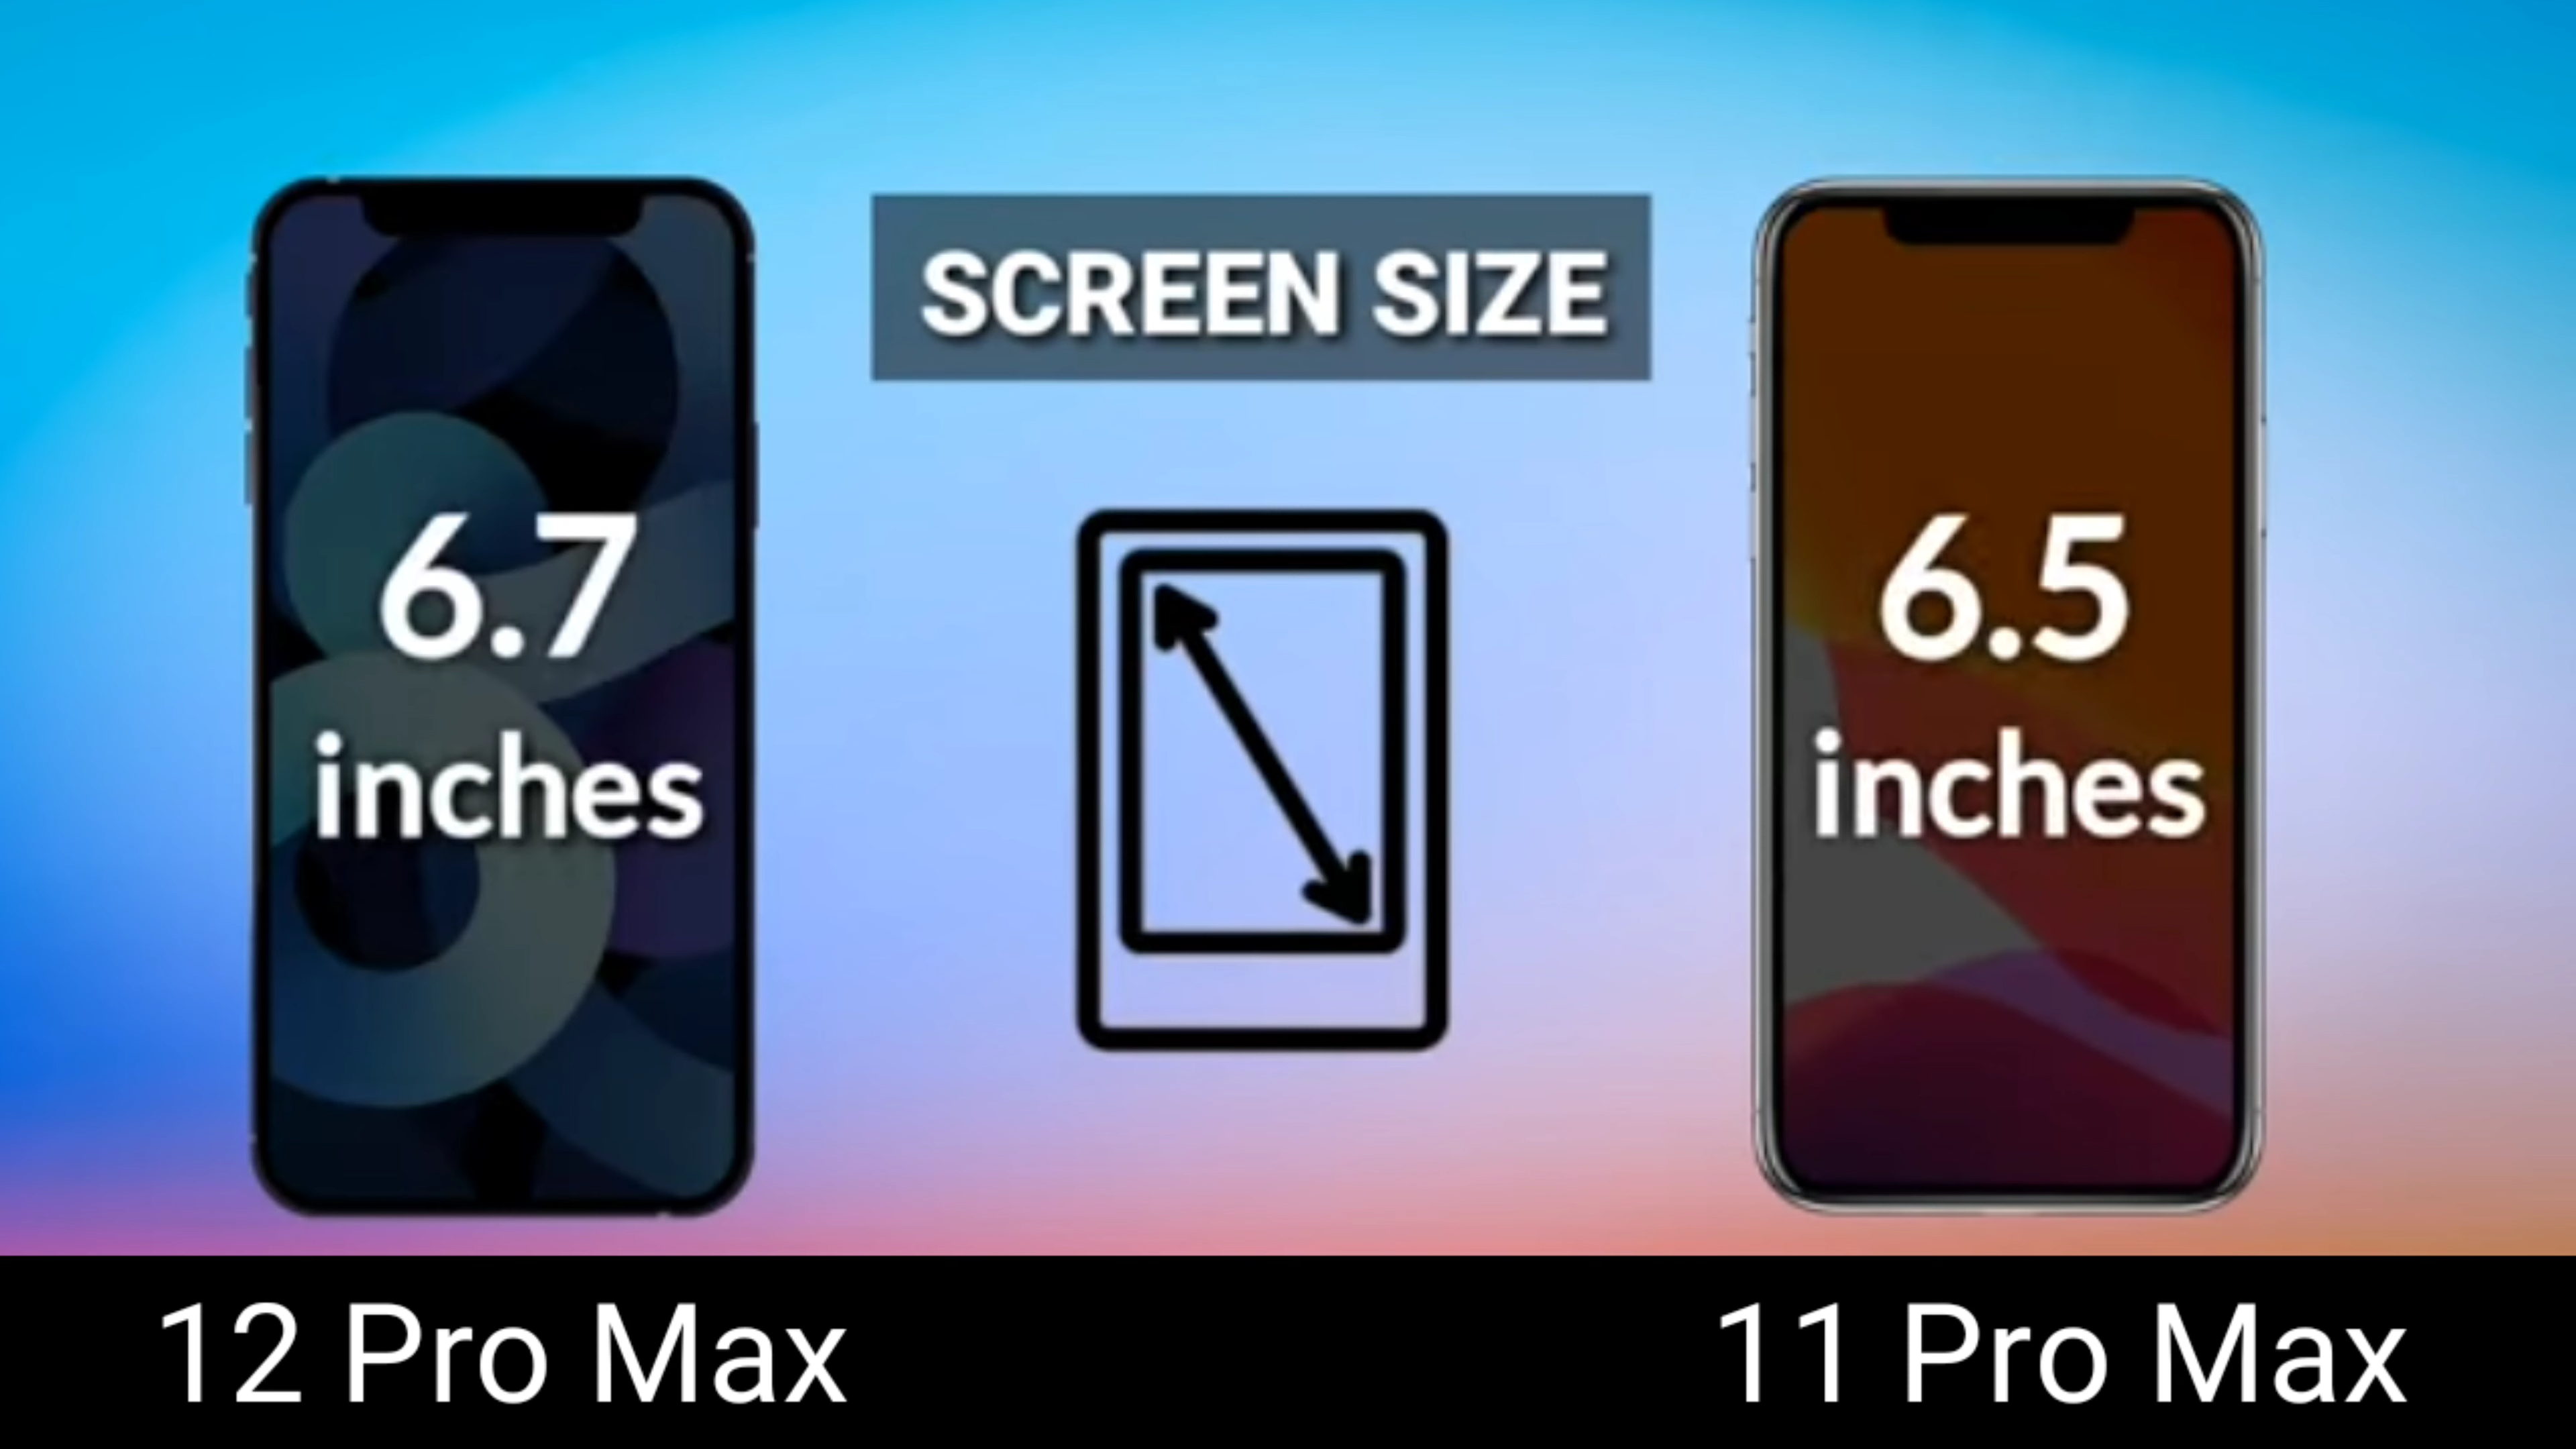 SCREEN SIZE
6.7
inches
6.5
inches
12 Pro Max
11 Pro Max